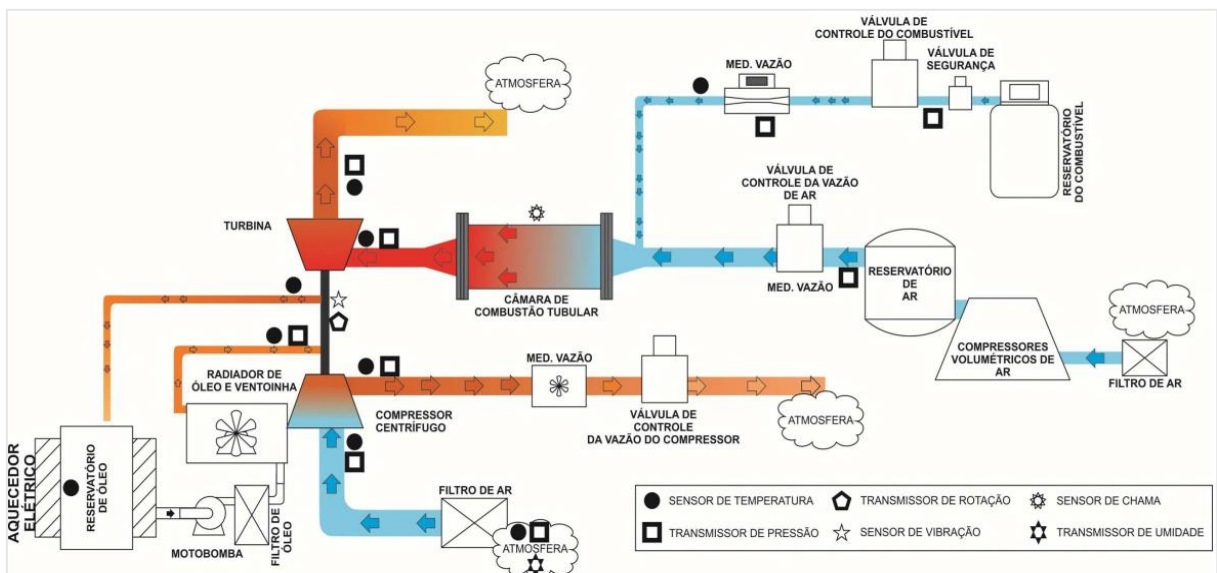 VÁLVULA DE
CONTROLE DO COMBUSTÍVEL
VÁLVULA DE
SEGURANÇA
MED. VAZÃO
ATMOSFERA
RESERVATÓRIO
DO COMBUSTÍVEL
VÁLVULA DE
CONTROLE DA VAZÃO
DE AR
TURBINA
MED. VAZÃO
RESERVATÓRIO
DE
AR
CÂMARA DE
COMBUSTÃO TUBULAR
ATMOSFERA
COMPRESSORES
VOLUMÉTRICOS DE
AR
FILTRO DE AR
MED. VAZÃO
RADIADOR DE
ÓLEO E VENTOINHA
COMPRESSOR
CENTRÍFUGO
VÁLVULA DE
CONTROLE
DA VAZÃO DO COMPRESSOR
ATMOSFERA
AQUECEDOR
ELÉTRICO
RESERVATÓRIO
DE ÓLEO
MOTOBOMBA
FILTRO DE
ÓLEO
FILTRO DE AR
ATMOSFERA
SENSOR DE TEMPERATURA
TRANSMISSOR DE ROTAÇÃO
SENSOR DE CHAMA
TRANSMISSOR DE PRESSÃO
SENSOR DE VIBRAÇÃO
TRANSMISSOR DE UMIDADE